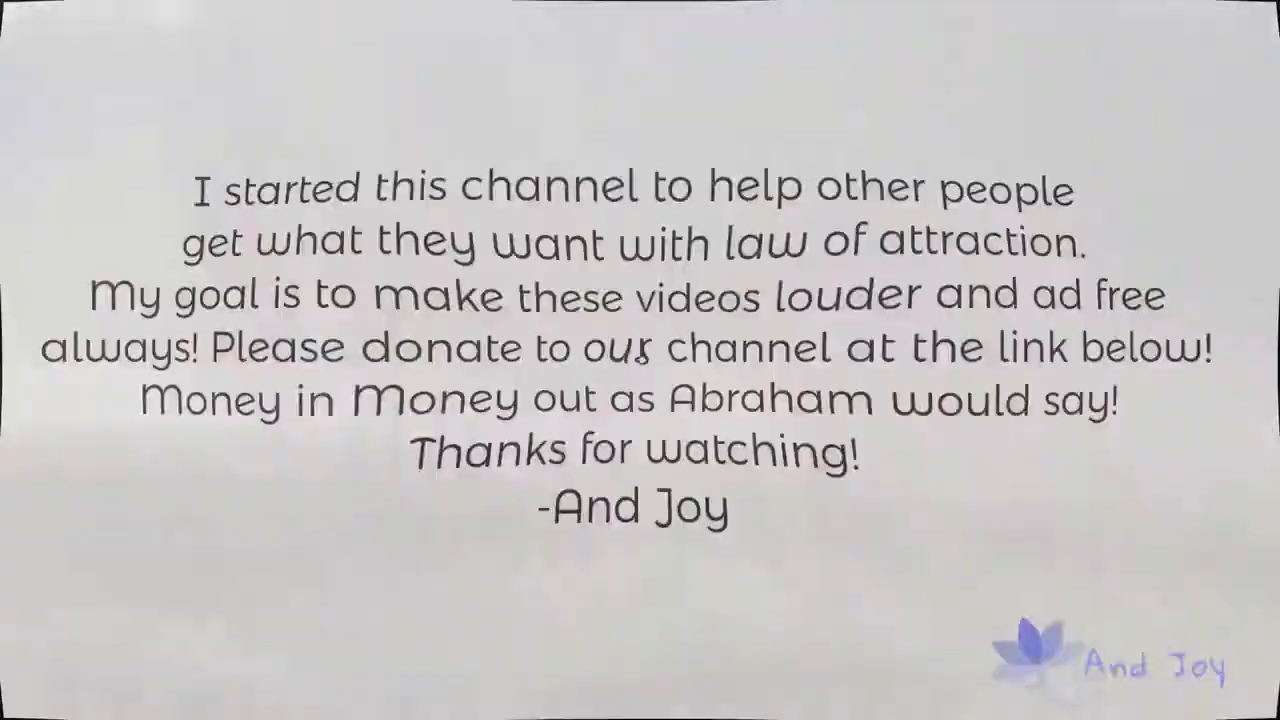 I started this channel to help other people
get what they want with law of attraction.
My goal is to make these videos louder and ad free
always! Please donate to our channel at the link below!
Money in Money out as Abraham would say!
Thanks for watching!
-And Joy
And Joy